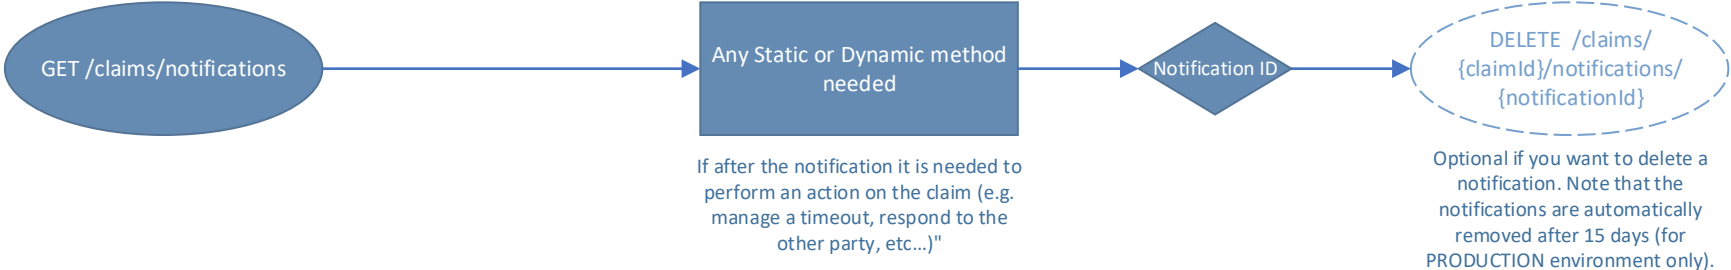 GET /claims/notifications
Any Static or Dynamic method
needed
If after the notification it is needed to
perform an action on the claim (e.g.
manage a timeout, respond to the
other party, etc...)"
Notification ID
DELETE /claims/
{claimId}/notifications/
{notificationId}
Optional if you want to delete a
notification. Note that the
notifications are automatically
removed after 15 days (for
PRODUCTION environment only).